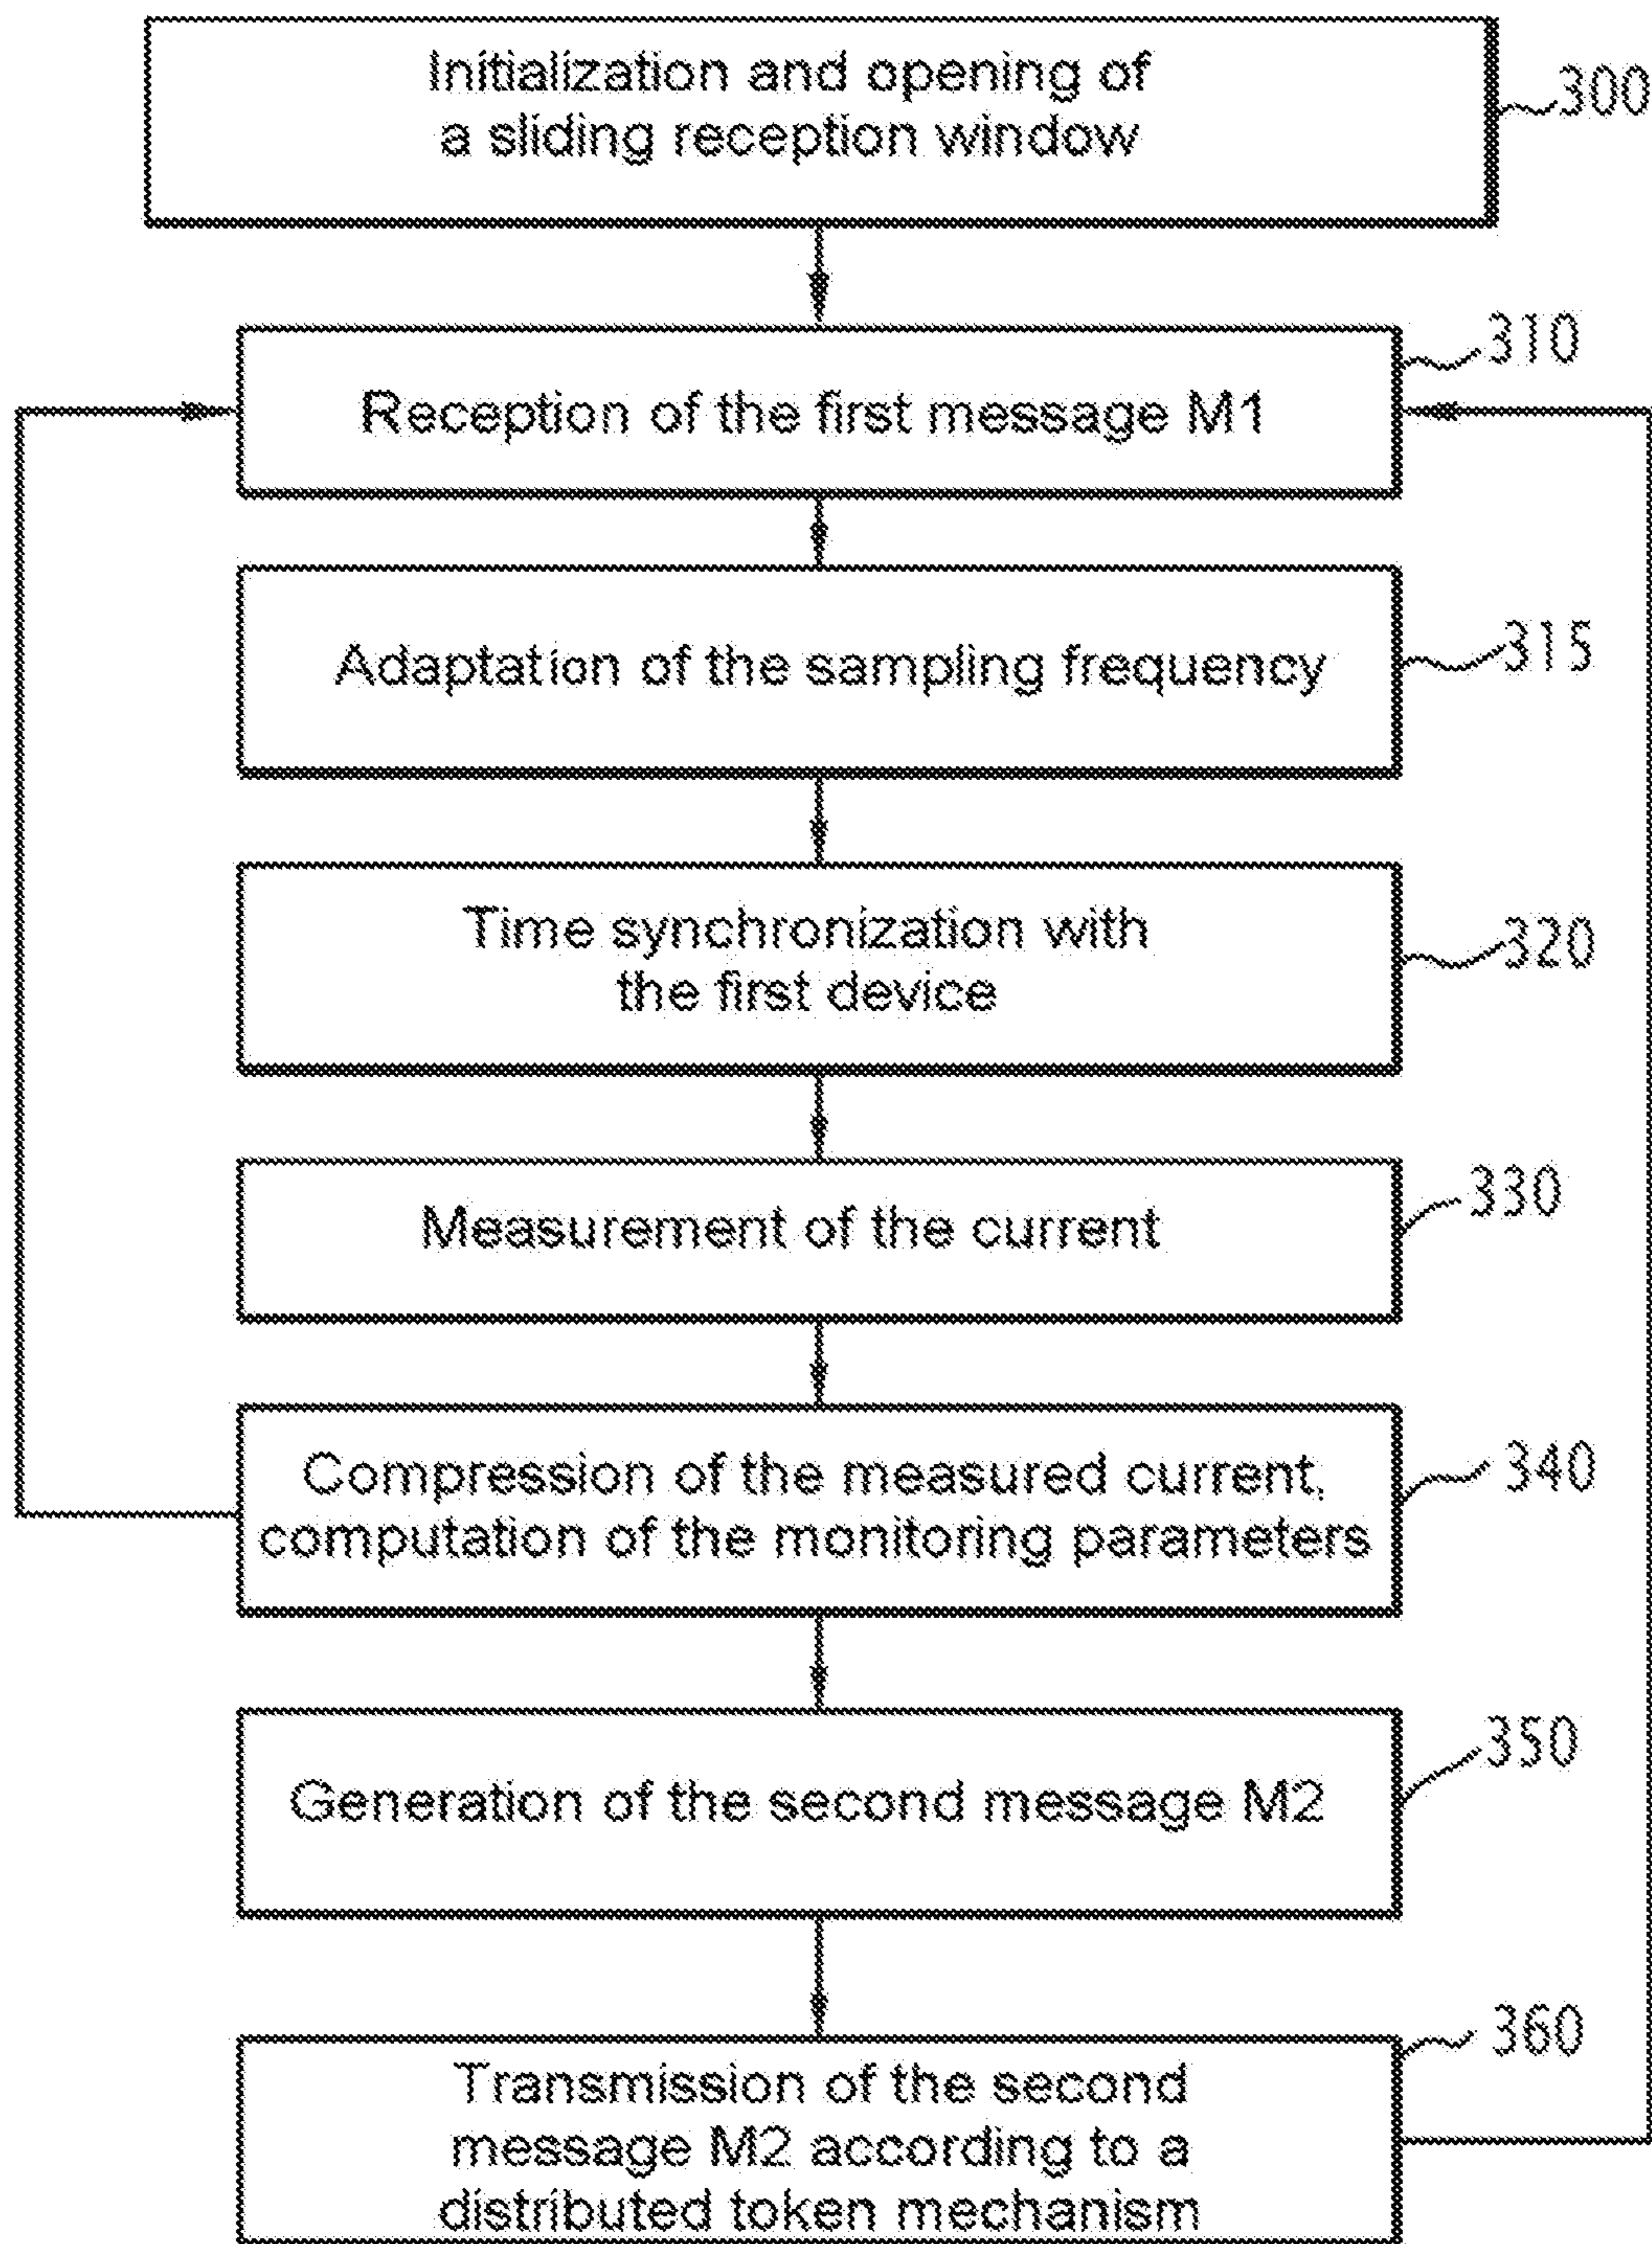 Initialization and opening of
a sliding reception window
300
310
Reception of the first message M1
Adaptation of the sampling frequency
315
Time synchronization with
the first device
320
Measurement of the current
330
Compression of the measured current,
computation of the monitoring parameters
340
Generation of the second message M2
350
360
Transmission of the second
message M2 according to a
distributed token mechanism